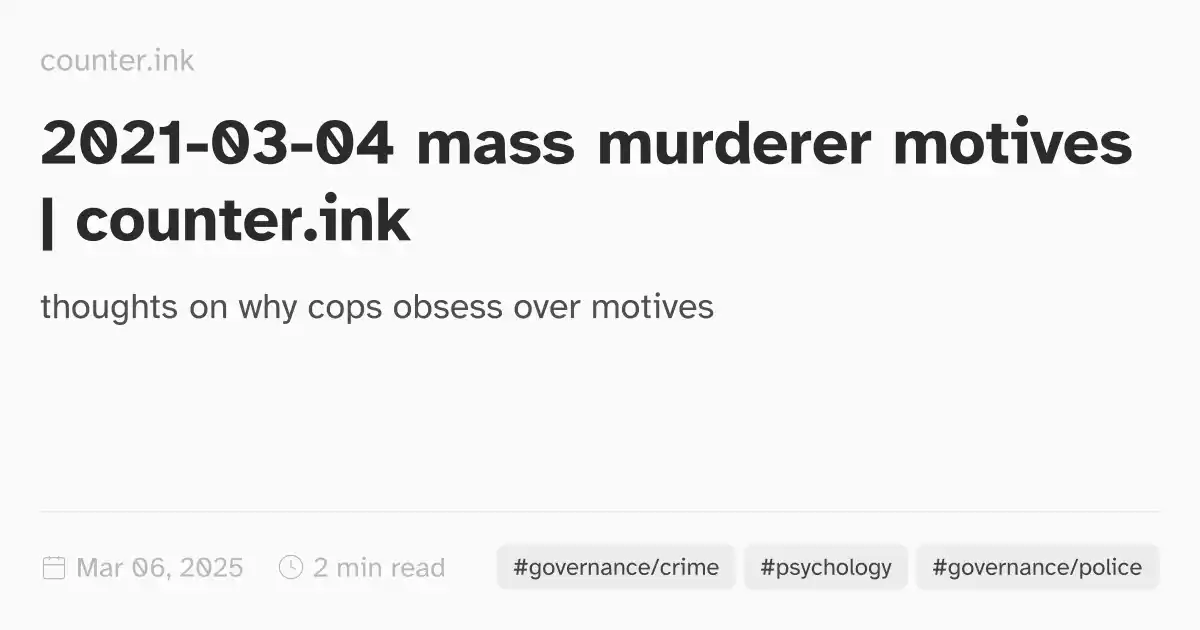 counter.ink
2021-03-04 mass murderer motives
| counter.ink
thoughts on why cops obsess over motives
Mar 06, 2025 2 min read #governance/crime #psychology #governance/police